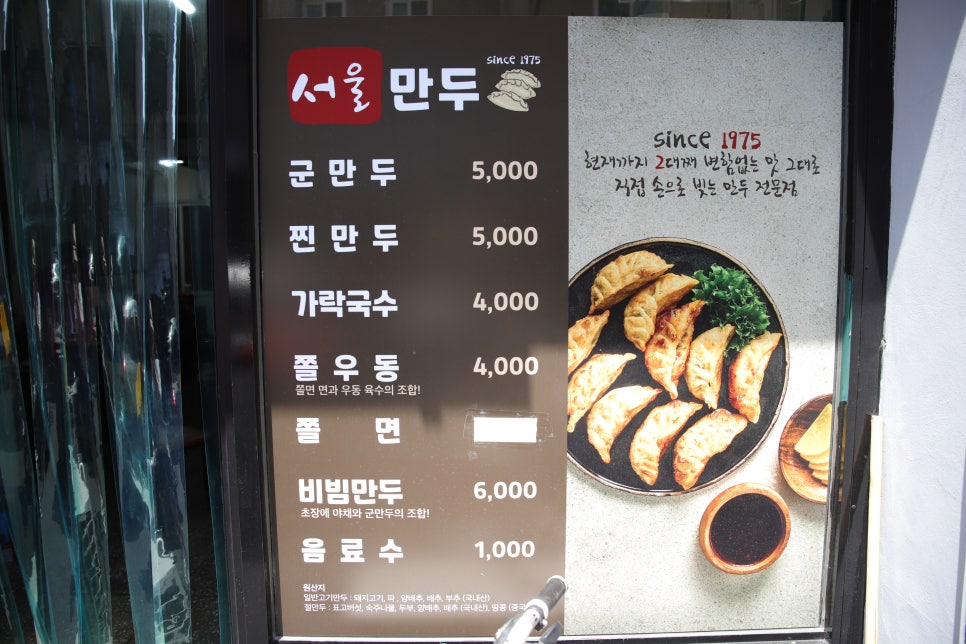 서울 만두 since 1975
군만두 5,000
찐만두 5,000
가락국수 4,000
쫄우동 4,000
쫄면 면과 우동 육수의 조합!
쫄면
비빔만두 6,000
초장에 야채와 군만두의 조합!
음료수 1,000
원산지
일반고기만두 : 돼지고기, 파, 양배추, 배추, 부추 (국내산)
절만두 : 표고버섯, 숙주나물, 두부, 양배추, 배추 (국내산), 땅콩 (중국
since 1975
현재까지 2대째 변함없는 맛 그대로
직접 손으로 빚는 만두 전문점